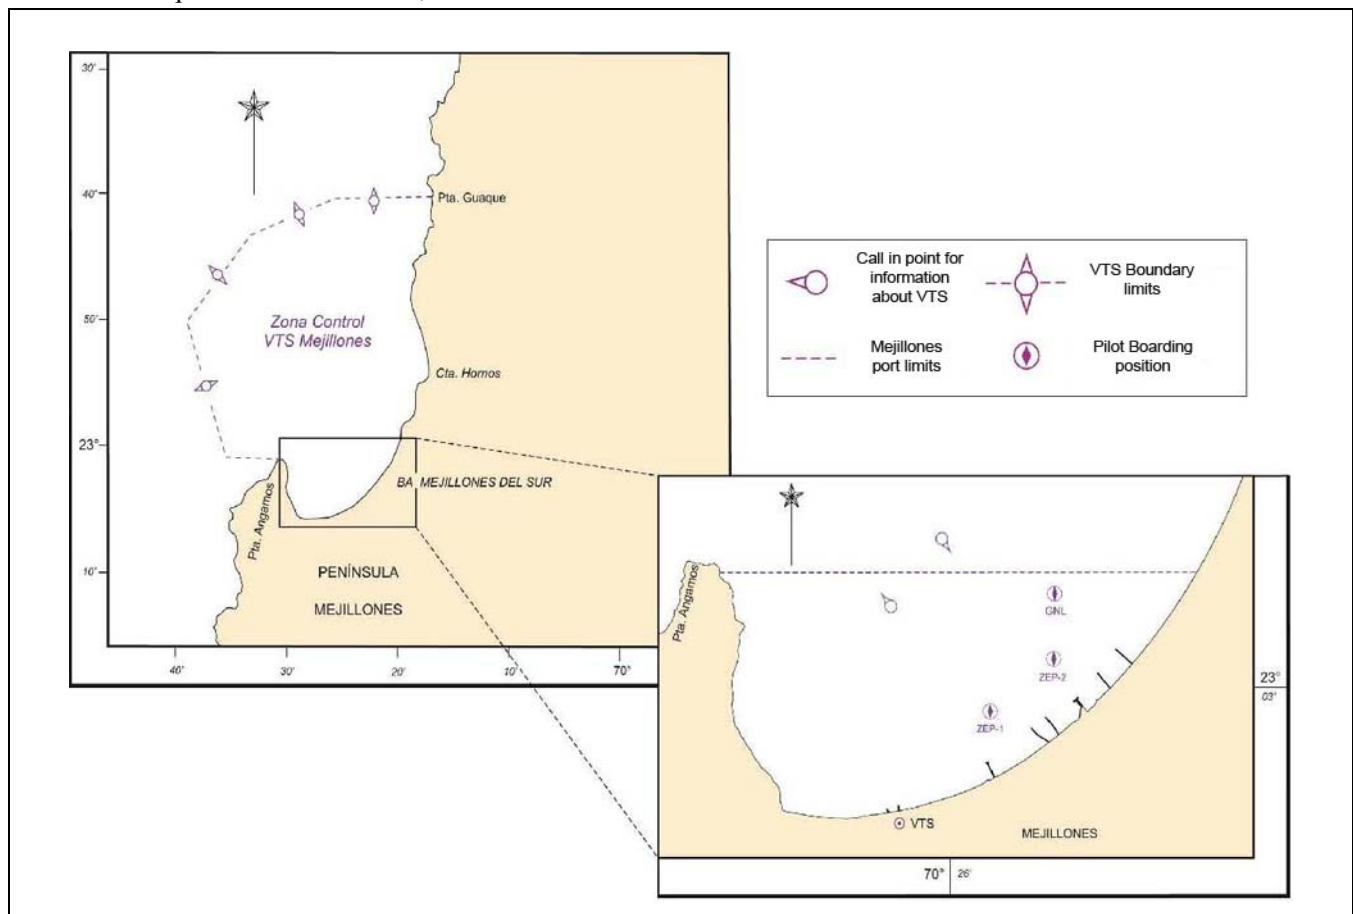 30'
40'
Pta. Guaque
50'
Zona Control
VTS Mejillones
Cta. Homos
23°
BA MEJILLONES DEL SUR
Pta. Angamos
10'
PENÍNSULA
MEJILLONES
40'
30'
20'
10'
70°
Call in point for
information
about VTS
VTS Boundary
limits
Mejillones
port limits
Pilot Boarding
position
Pta. Angamos
GNL
ZEP-2
ZEP-1
23°
03'
VTS
MEJILLONES
70°
26'